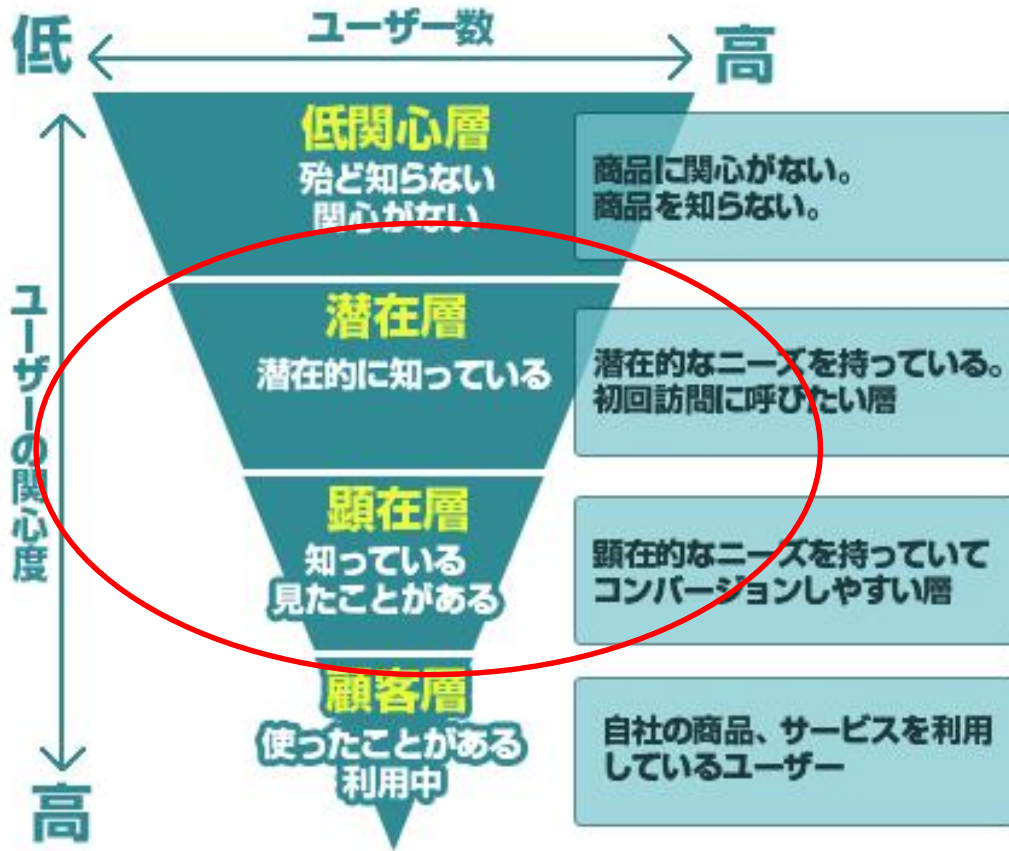 低
ユーザー数
高
ユーザーの関心度
高
低関心層
殆ど知らない
関心がない
商品に関心がない。
商品を知らない。
潜在層
潜在的に知っている
潜在的なニーズを持っている。
初回訪問に呼びたい層
顕在層
知っている
見たことがある
顕在的なニーズを持っていて
コンバージョンしやすい層
顧客層
使ったことがある
利用中
自社の商品、サービスを利用
しているユーザー